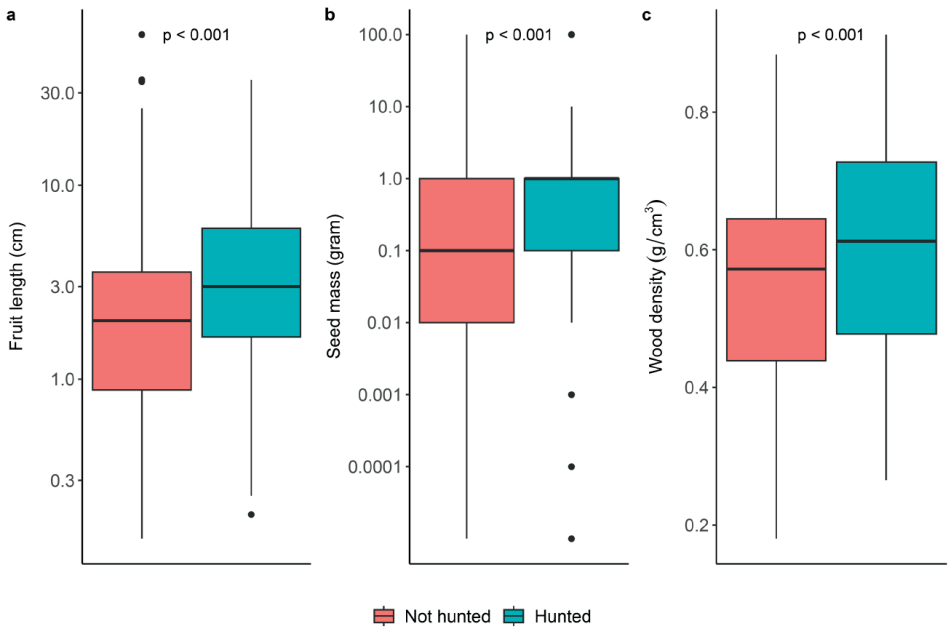 a
p < 0.001
30.0
10.0
3.0
1.0
0.3
Fruit length (cm)
b
p < 0.001
100.0
10.0
1.0
0.1
0.01
0.001
0.0001
Seed mass (gram)
c
p < 0.001
0.8
0.6
0.4
0.2
Wood density (g/cm³)
Not hunted
Hunted